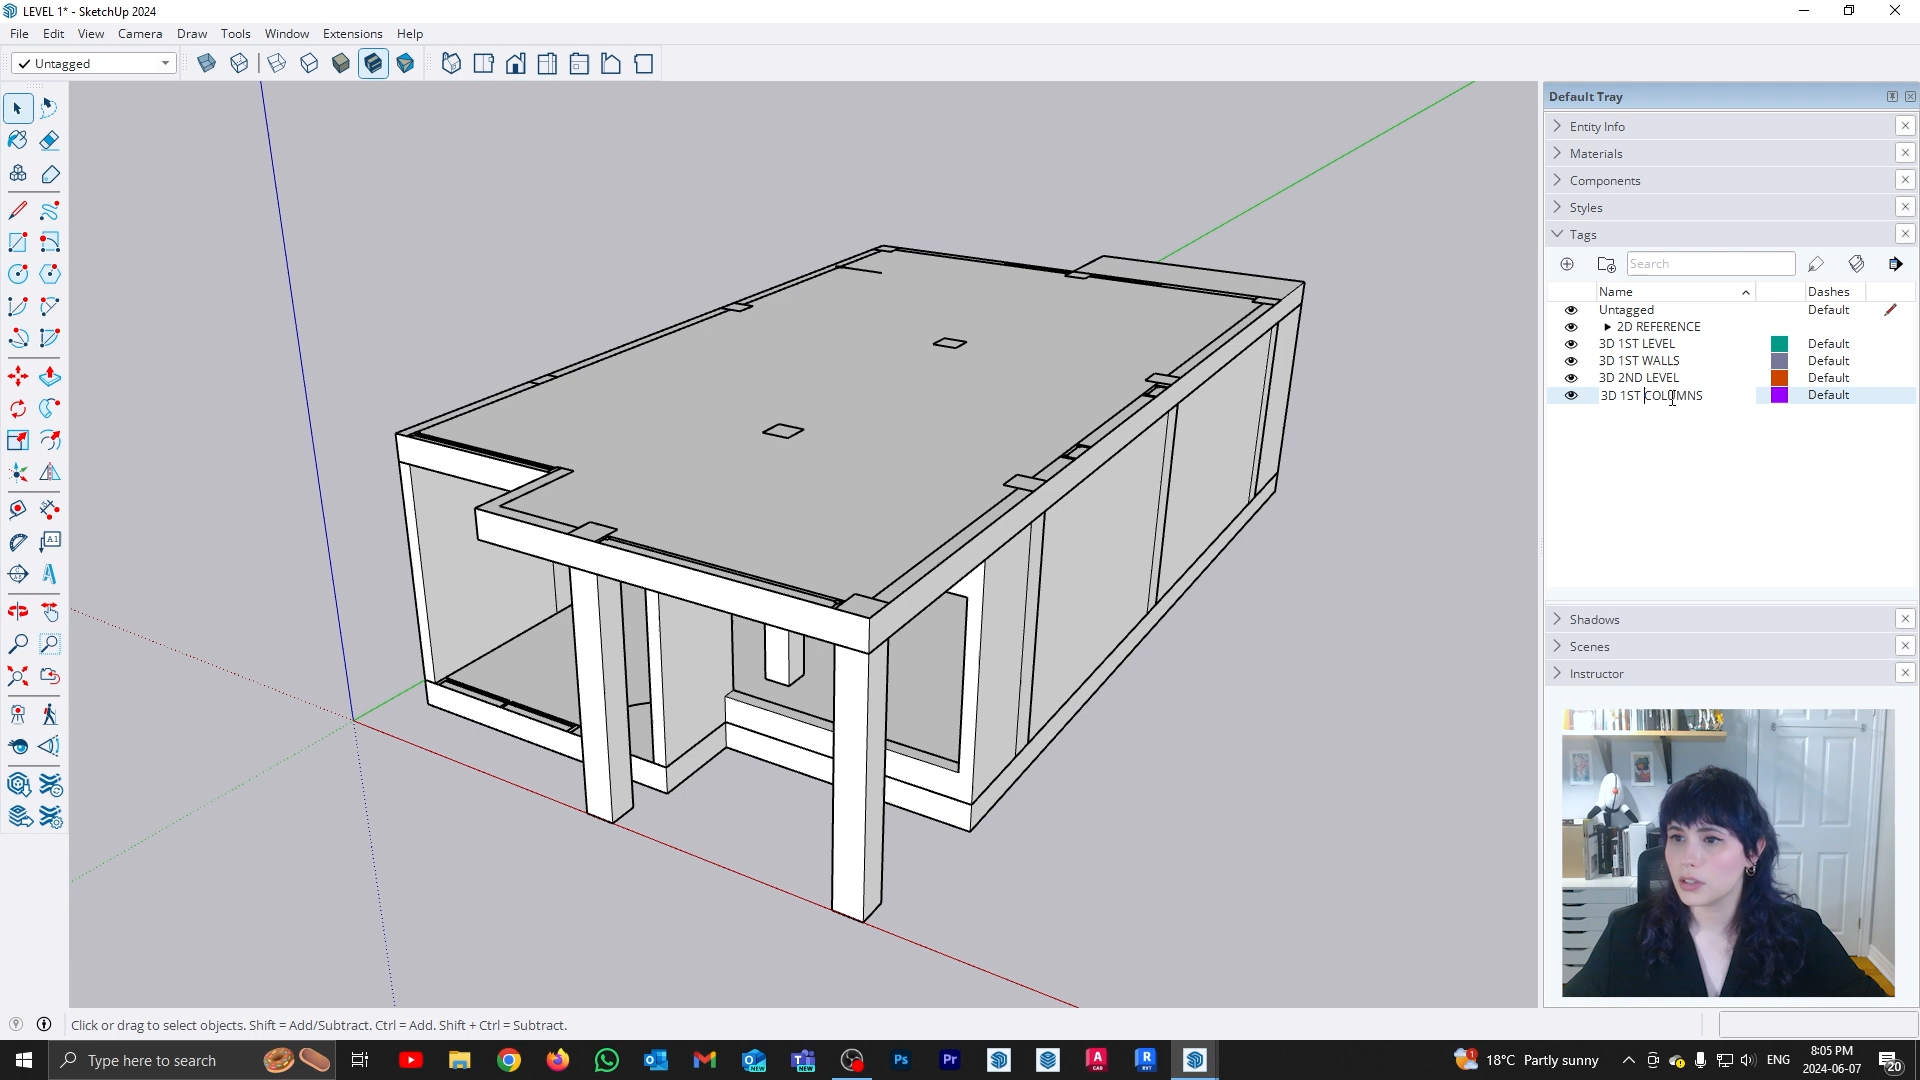 LEVEL 1* - SketchUp 2024
File Edit View Camera Draw Tools Window Extensions Help
✓ Untagged
Default Tray
Entity Info
Materials
Components
Styles
Tags
Search
Name Dashes
Untagged Default
2D REFERENCE
3D 1ST LEVEL Default
3D 1ST WALLS Default
3D 2ND LEVEL Default
3D 1ST COLUMNS Default
Shadows
Scenes
Instructor
Click or drag to select objects. Shift = Add/Subtract. Ctrl = Add. Shift + Ctrl = Subtract.
Type here to search
18°C Partly sunny
ENG
8:05 PM
2024-06-07
20